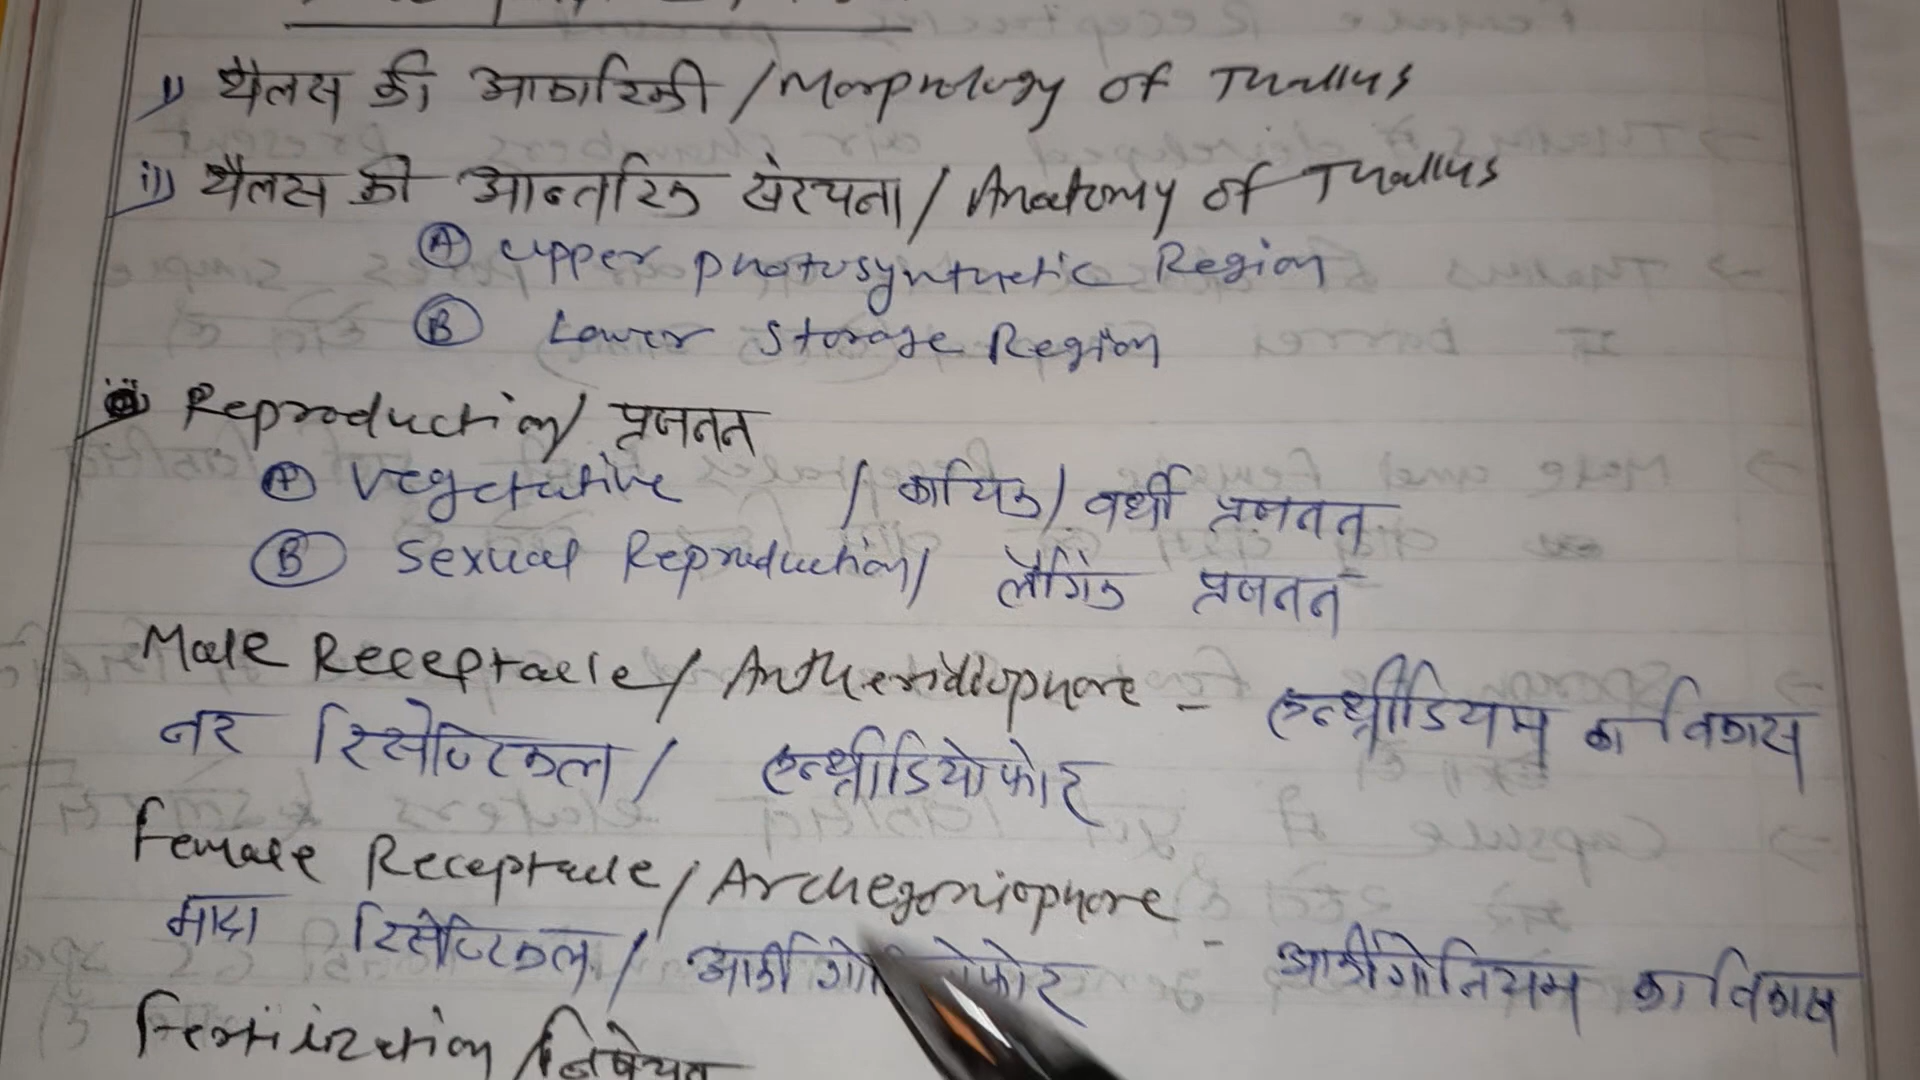 i) थैलस की आकारिकी / Morphology of Thallus
ii) थैलस की आन्तरिक संरचना / Anatomy of Thallus
(A) Upper photosynthetic Region
(B) Lower Storage Region
iii) Reproduction / प्रजनन
(A) Vegetative / कायिक / वर्धी प्रजनन
(B) Sexual Reproduction / लैंगिक प्रजनन
Male Receptacle / Antheridiophore - एन्थ्रीडियम का विकास
नर रिसेप्टिकल / एन्थ्रीडियोफोर
Female Receptacle / Archegoniophore - आर्कीगोनियम का विकास
मादा रिसेप्टिकल / आर्कीगो
Fertilization / निषेचन